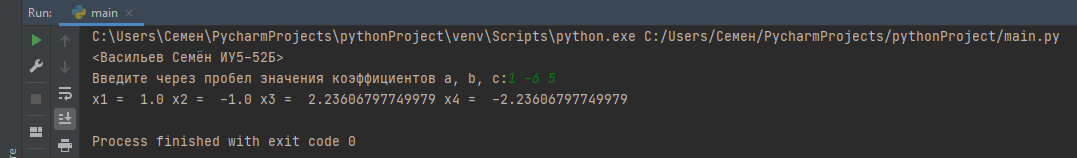 Run: main
C:\Users\Семен\PycharmProjects\pythonProject\venv\Scripts\python.exe C:/Users/Семен/PycharmProjects/pythonProject/main.py
<Васильев Семён ИУ5-52Б>
Введите через пробел значения коэффициентов a, b, c:1 -6 5
x1 =  1.0 x2 =  -1.0 x3 =  2.23606797749979 x4 =  -2.23606797749979
Process finished with exit code 0